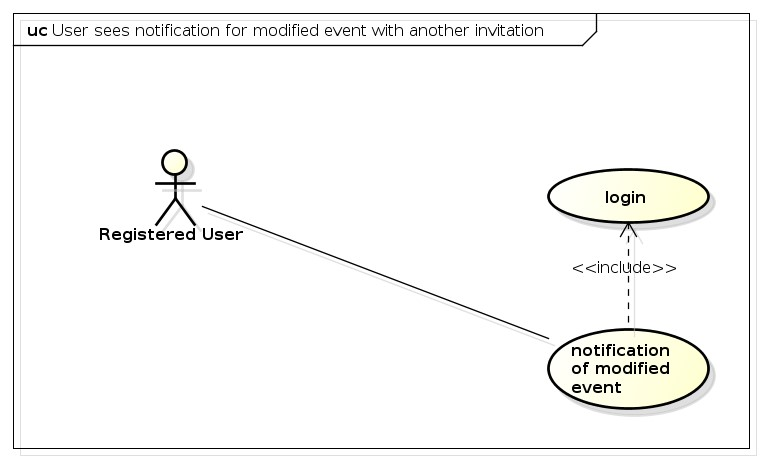 uc User sees notification for modified event with another invitation
login
Registered User
<<include>>
notification
of modified
event